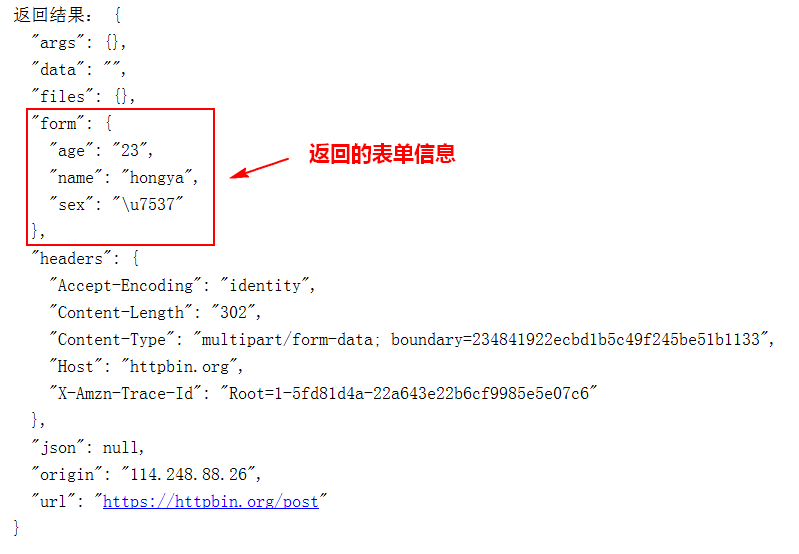 返回结果： {
  "args": {},
  "data": "",
  "files": {},
  "form": {
    "age": "23",
    "name": "hongya",
    "sex": "\u7537"
  },
返回的表单信息
  "headers": {
    "Accept-Encoding": "identity",
    "Content-Length": "302",
    "Content-Type": "multipart/form-data; boundary=234841922ecbd1b5c49f245be51b1133",
    "Host": "httpbin.org",
    "X-Amzn-Trace-Id": "Root=1-5fd81d4a-22a643e22b6cf9985e5e07c6"
  },
  "json": null,
  "origin": "114.248.88.26",
  "url": "https://httpbin.org/post"
}